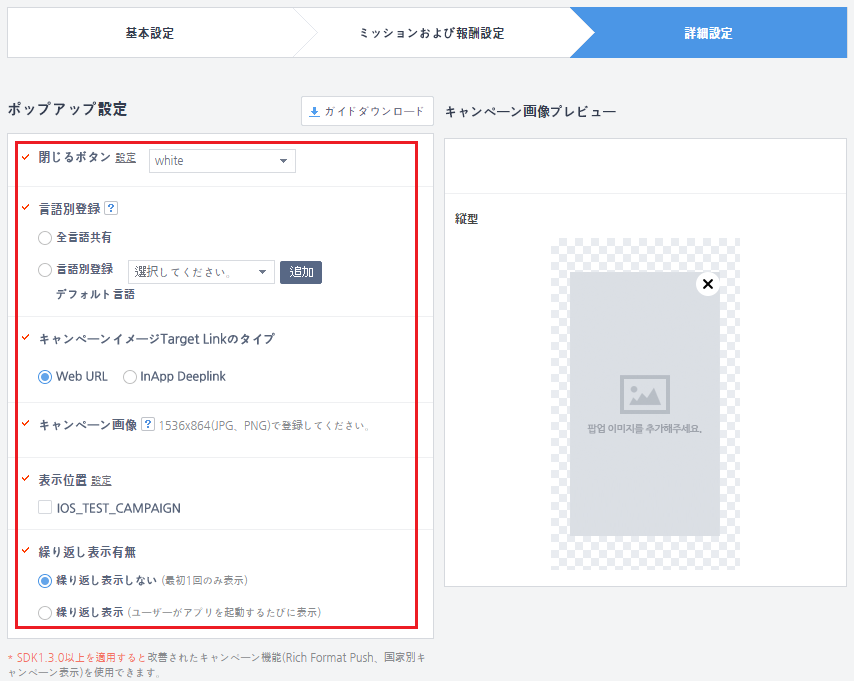 基本設定
ミッションおよび報酬設定
詳細設定
ポップアップ設定
ガイドダウンロード
キャンペーン画像プレビュー
閉じるボタン 設定 white
言語別登録 ?
全言語共有
言語別登録 選択してください。 追加
デフォルト言語
キャンペーンイメージTarget Linkのタイプ
Web URL InApp Deeplink
キャンペーン画像 ? 1536x864(JPG、PNG)で登録してください。
表示位置 設定
IOS_TEST_CAMPAIGN
繰り返し表示有無
繰り返し表示しない (最初1回のみ表示)
繰り返し表示 (ユーザーがアプリを起動するたびに表示)
* SDK1.3.0以上を適用すると改善されたキャンペーン機能(Rich Format Push、国家別キ
ャンペーン表示)を使用できます。
縦型
팝업 이미지를 추가해주세요.